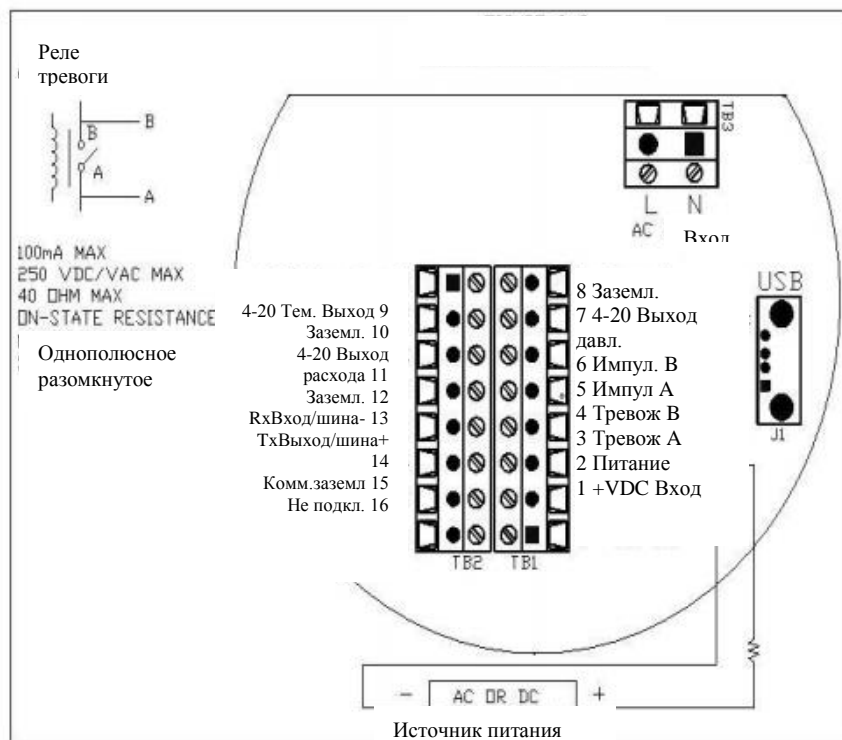 Реле
тревоги
B
B
A
A
100mA MAX
250 VDC/VAC MAX
40 OHM MAX
ON-STATE RESISTANCE
Однополюсное
разомкнутое
TB3
L N
AC
Вход
USB
J1
4-20 Тем. Выход 9
Заземл. 10
4-20 Выход
расхода 11
Заземл. 12
RxВход/шина- 13
TxВыход/шина+
14
Комм.заземл 15
Не подкл. 16
8 Заземл.
7 4-20 Выход
давл.
6 Импул. В
5 Импул А
4 Тревож В
3 Тревож А
2 Питание
1 +VDC Вход
TB2 TB1
- AC OR DC +
Источник питания